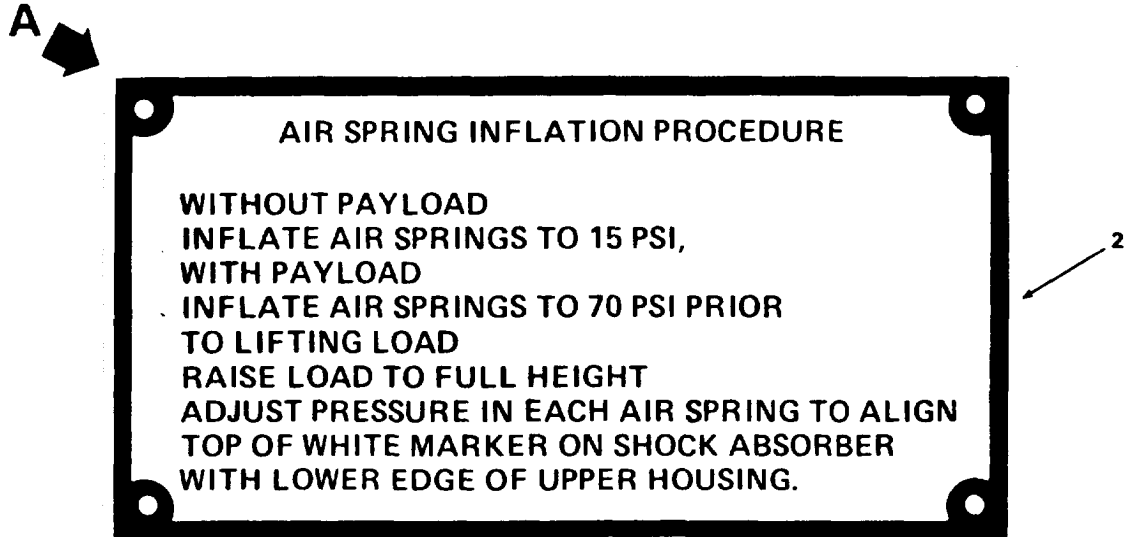 A
AIR SPRING INFLATION PROCEDURE
WITHOUT PAYLOAD
INFLATE AIR SPRINGS TO 15 PSI,
WITH PAYLOAD
INFLATE AIR SPRINGS TO 70 PSI PRIOR
TO LIFTING LOAD
RAISE LOAD TO FULL HEIGHT
ADJUST PRESSURE IN EACH AIR SPRING TO ALIGN
TOP OF WHITE MARKER ON SHOCK ABSORBER
WITH LOWER EDGE OF UPPER HOUSING.
2